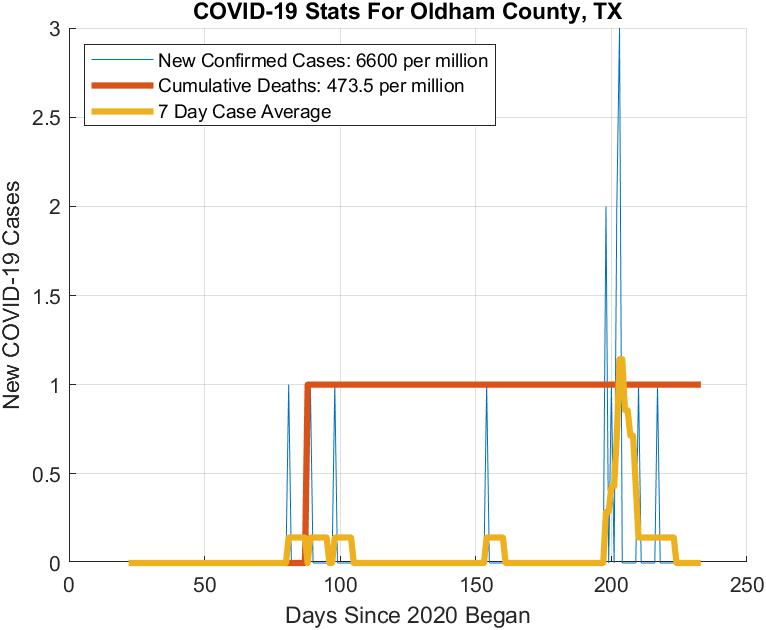 COVID-19 Stats For Oldham County, TX
New Confirmed Cases: 6600 per million
Cumulative Deaths: 473.5 per million
7 Day Case Average
New COVID-19 Cases
3
2.5
2
1.5
1
0.5
0
0 50 100 150 200 250
Days Since 2020 Began